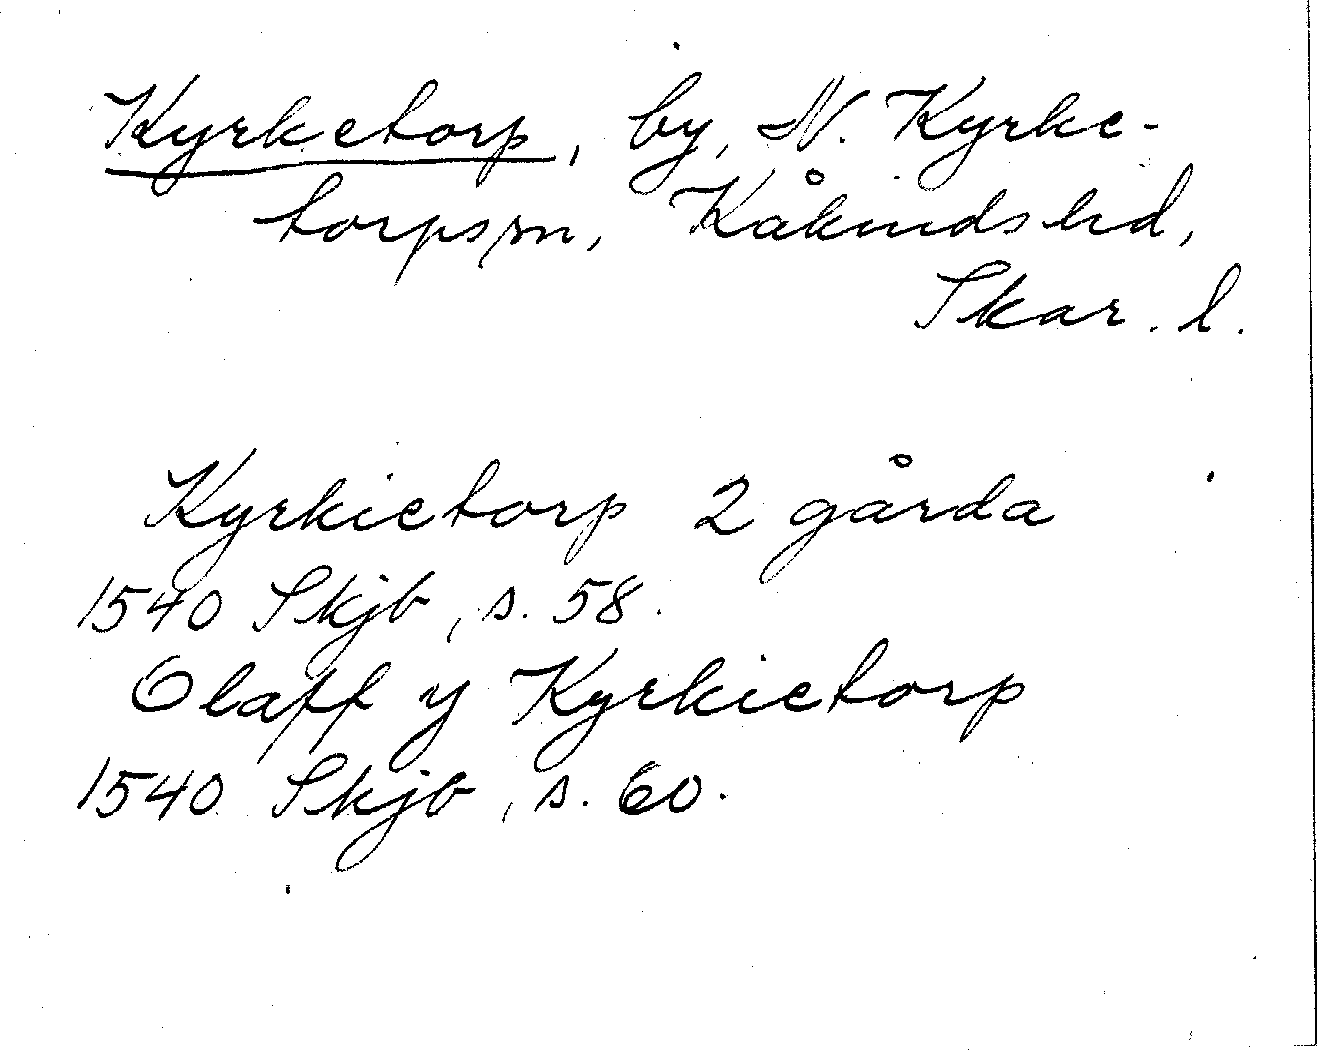 Kyrketorp, by, N. Kyrke-
torps sn, Kåkinds hd,
Skar. l.
Kyrkietorp 2 gårda
1540 Skjb, s. 58.
Olaff y Kyrkietorp
1540 Skjb, s. 60.